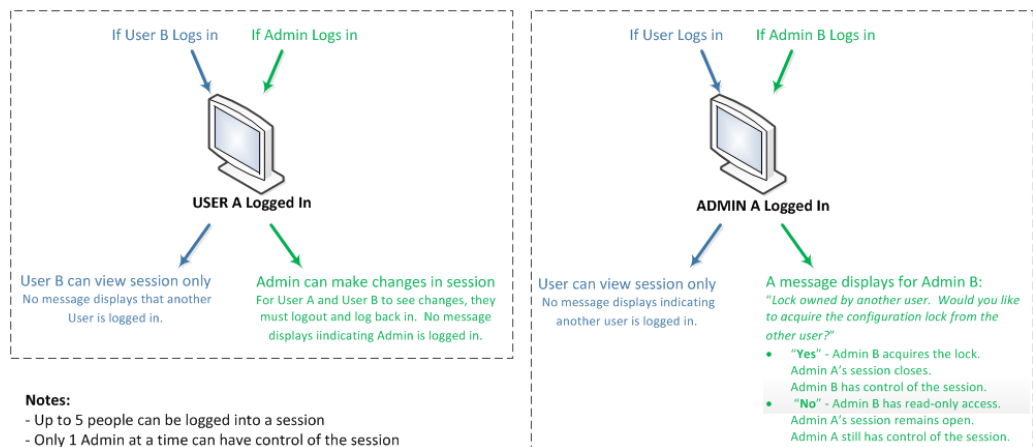 If User B Logs in
If Admin Logs in
USER A Logged In
User B can view session only
No message displays that another
User is logged in.
Admin can make changes in session
For User A and User B to see changes, they
must logout and log back in.  No message
displays iindicating Admin is logged in.
Notes:
- Up to 5 people can be logged into a session
- Only 1 Admin at a time can have control of the session
If User Logs in
If Admin B Logs in
ADMIN A Logged In
User can view session only
No message displays indicating
another user is logged in.
A message displays for Admin B:
“Lock owned by another user.  Would you like
to acquire the configuration lock from the
other user?”
• “Yes” - Admin B acquires the lock.
Admin A’s session closes.
Admin B has control of the session.
• “No” - Admin B has read-only access.
Admin A’s session remains open.
Admin A still has control of the session.